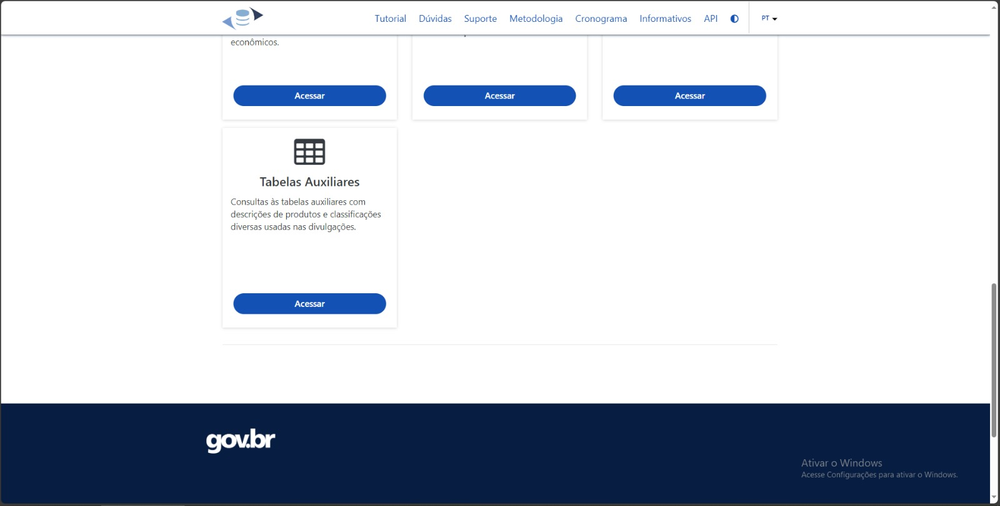 Tutorial Dúvidas Suporte Metodologia Cronograma Informativos API PT
econômicos.
Acessar Acessar Acessar
Tabelas Auxiliares
Consultas às tabelas auxiliares com
descrições de produtos e classificações
diversas usadas nas divulgações.
Acessar
gov.br
Ativar o Windows
Acesse Configurações para ativar o Windows.